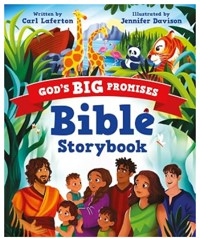 Written by
Carl Laferton
Illustrated by
Jennifer Davison
GOD'S BIG PROMISES
Bible
Storybook